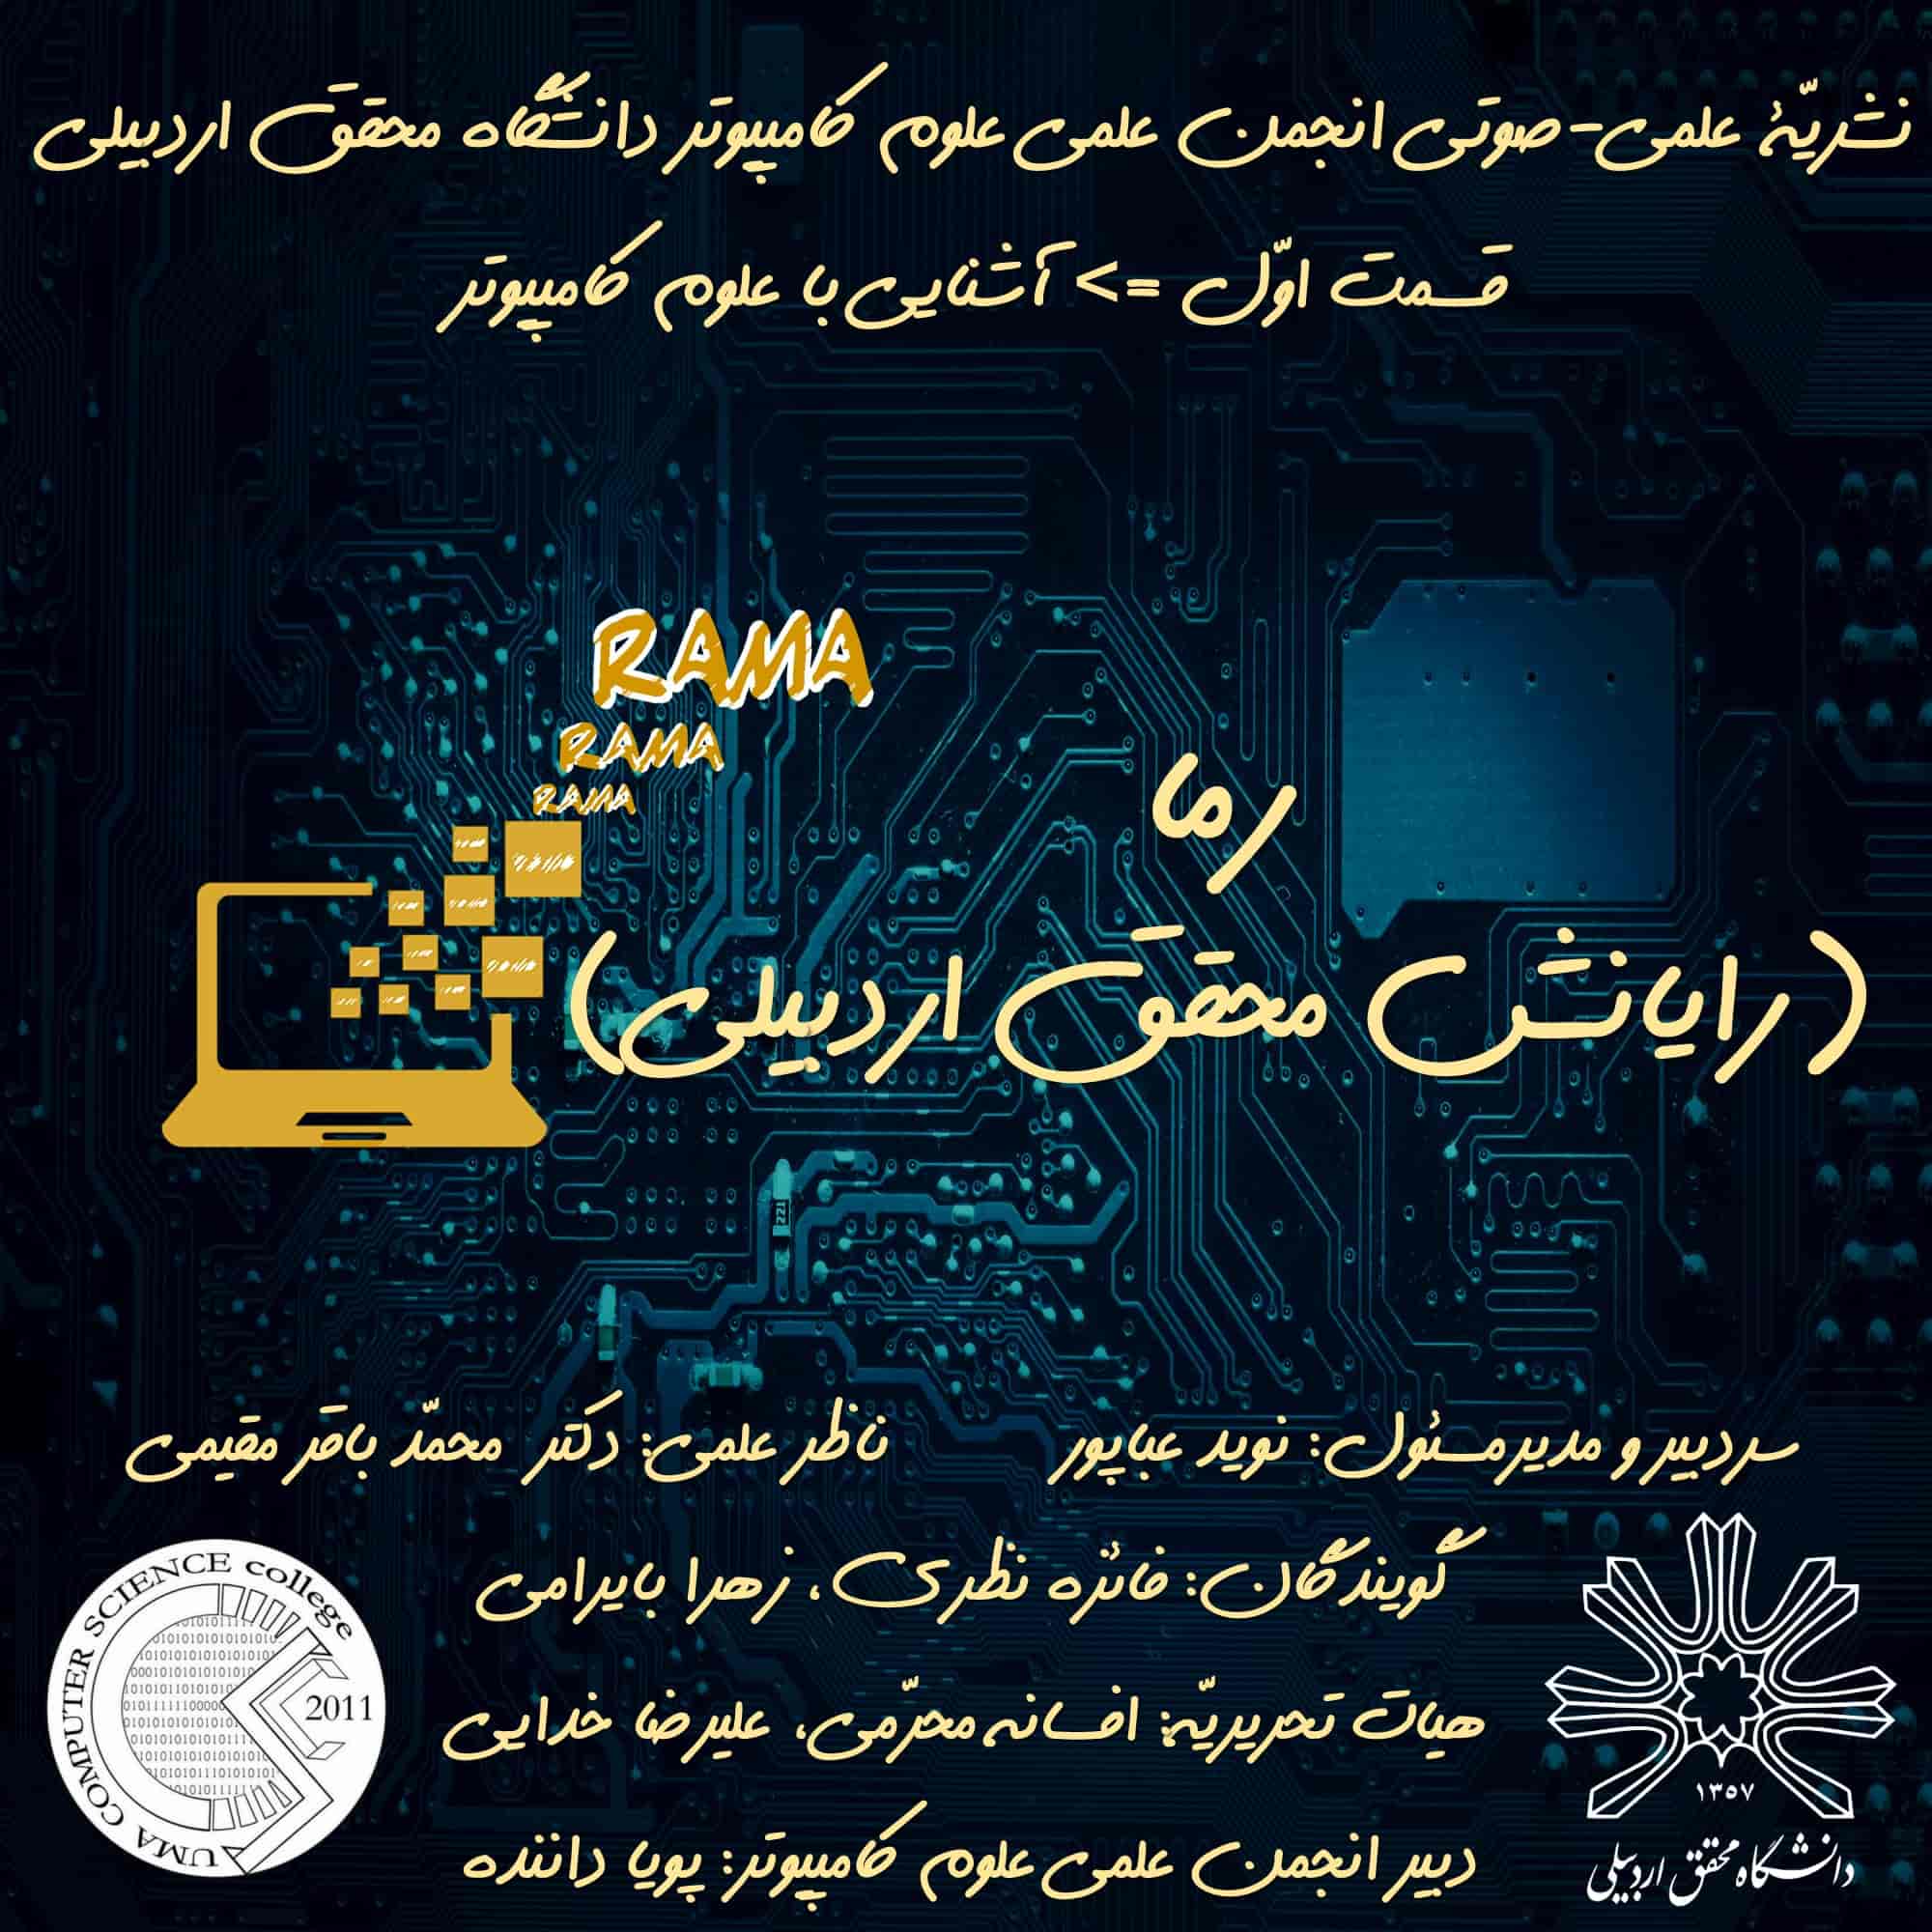 نشریّهٔ علمی-صوتی انجمن علمی علوم کامپیوتر دانشگاه محقق اردبیلی
قسمت اوّل => آشنایی با علوم کامپیوتر
RAMA
RAMA
RAMA
رما
(رایانش محقق اردبیلی)
سردبیر و مدیرمسئول: نوید عباپور
ناظر علمی: دکتر محمّد باقر مقیمی
گویندگان: فائزه نظری، زهرا بایرامی
هیات تحریریّه: افسانه محرّمی، علیرضا خدایی
دبیر انجمن علمی علوم کامپیوتر: پویا داننده
UMA COMPUTER SCIENCE college
2011
۱۳۵۷
دانشگاه محقق اردبیلی